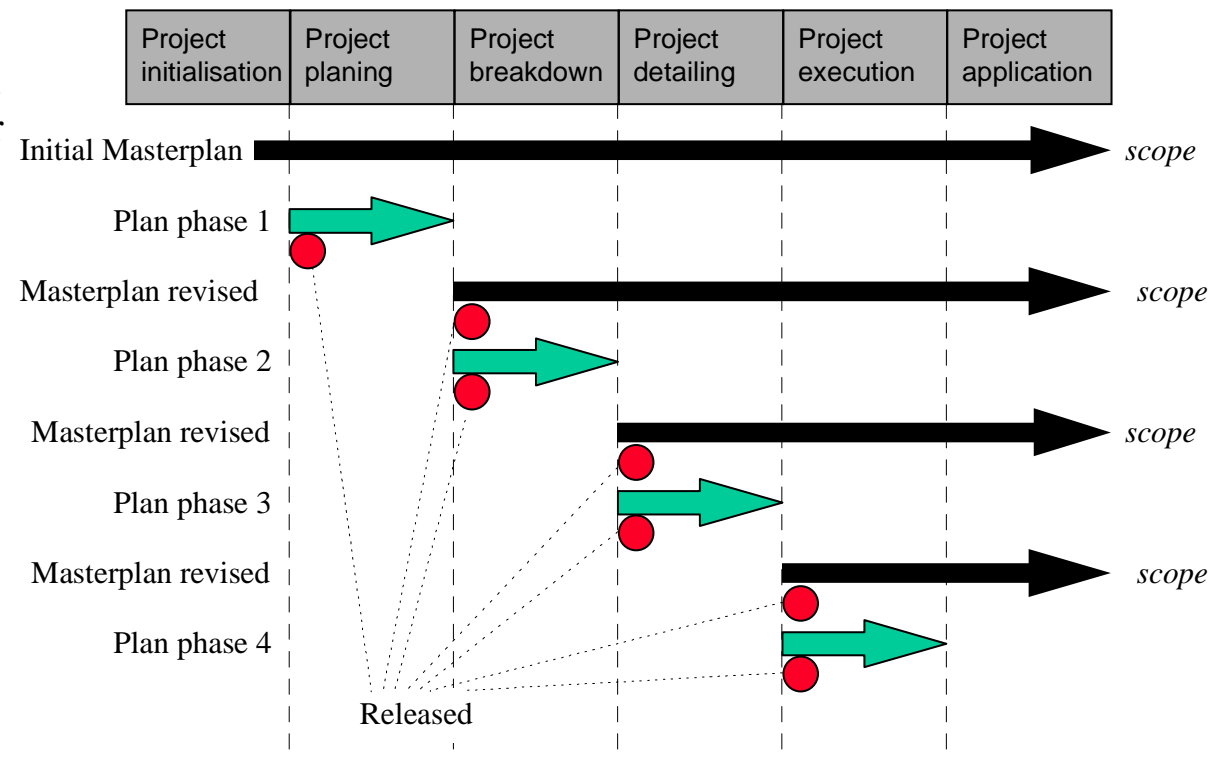 Project initialisation
Project planing
Project breakdown
Project detailing
Project execution
Project application
Initial Masterplan scope
Plan phase 1
Masterplan revised scope
Plan phase 2
Masterplan revised scope
Plan phase 3
Masterplan revised scope
Plan phase 4
Released